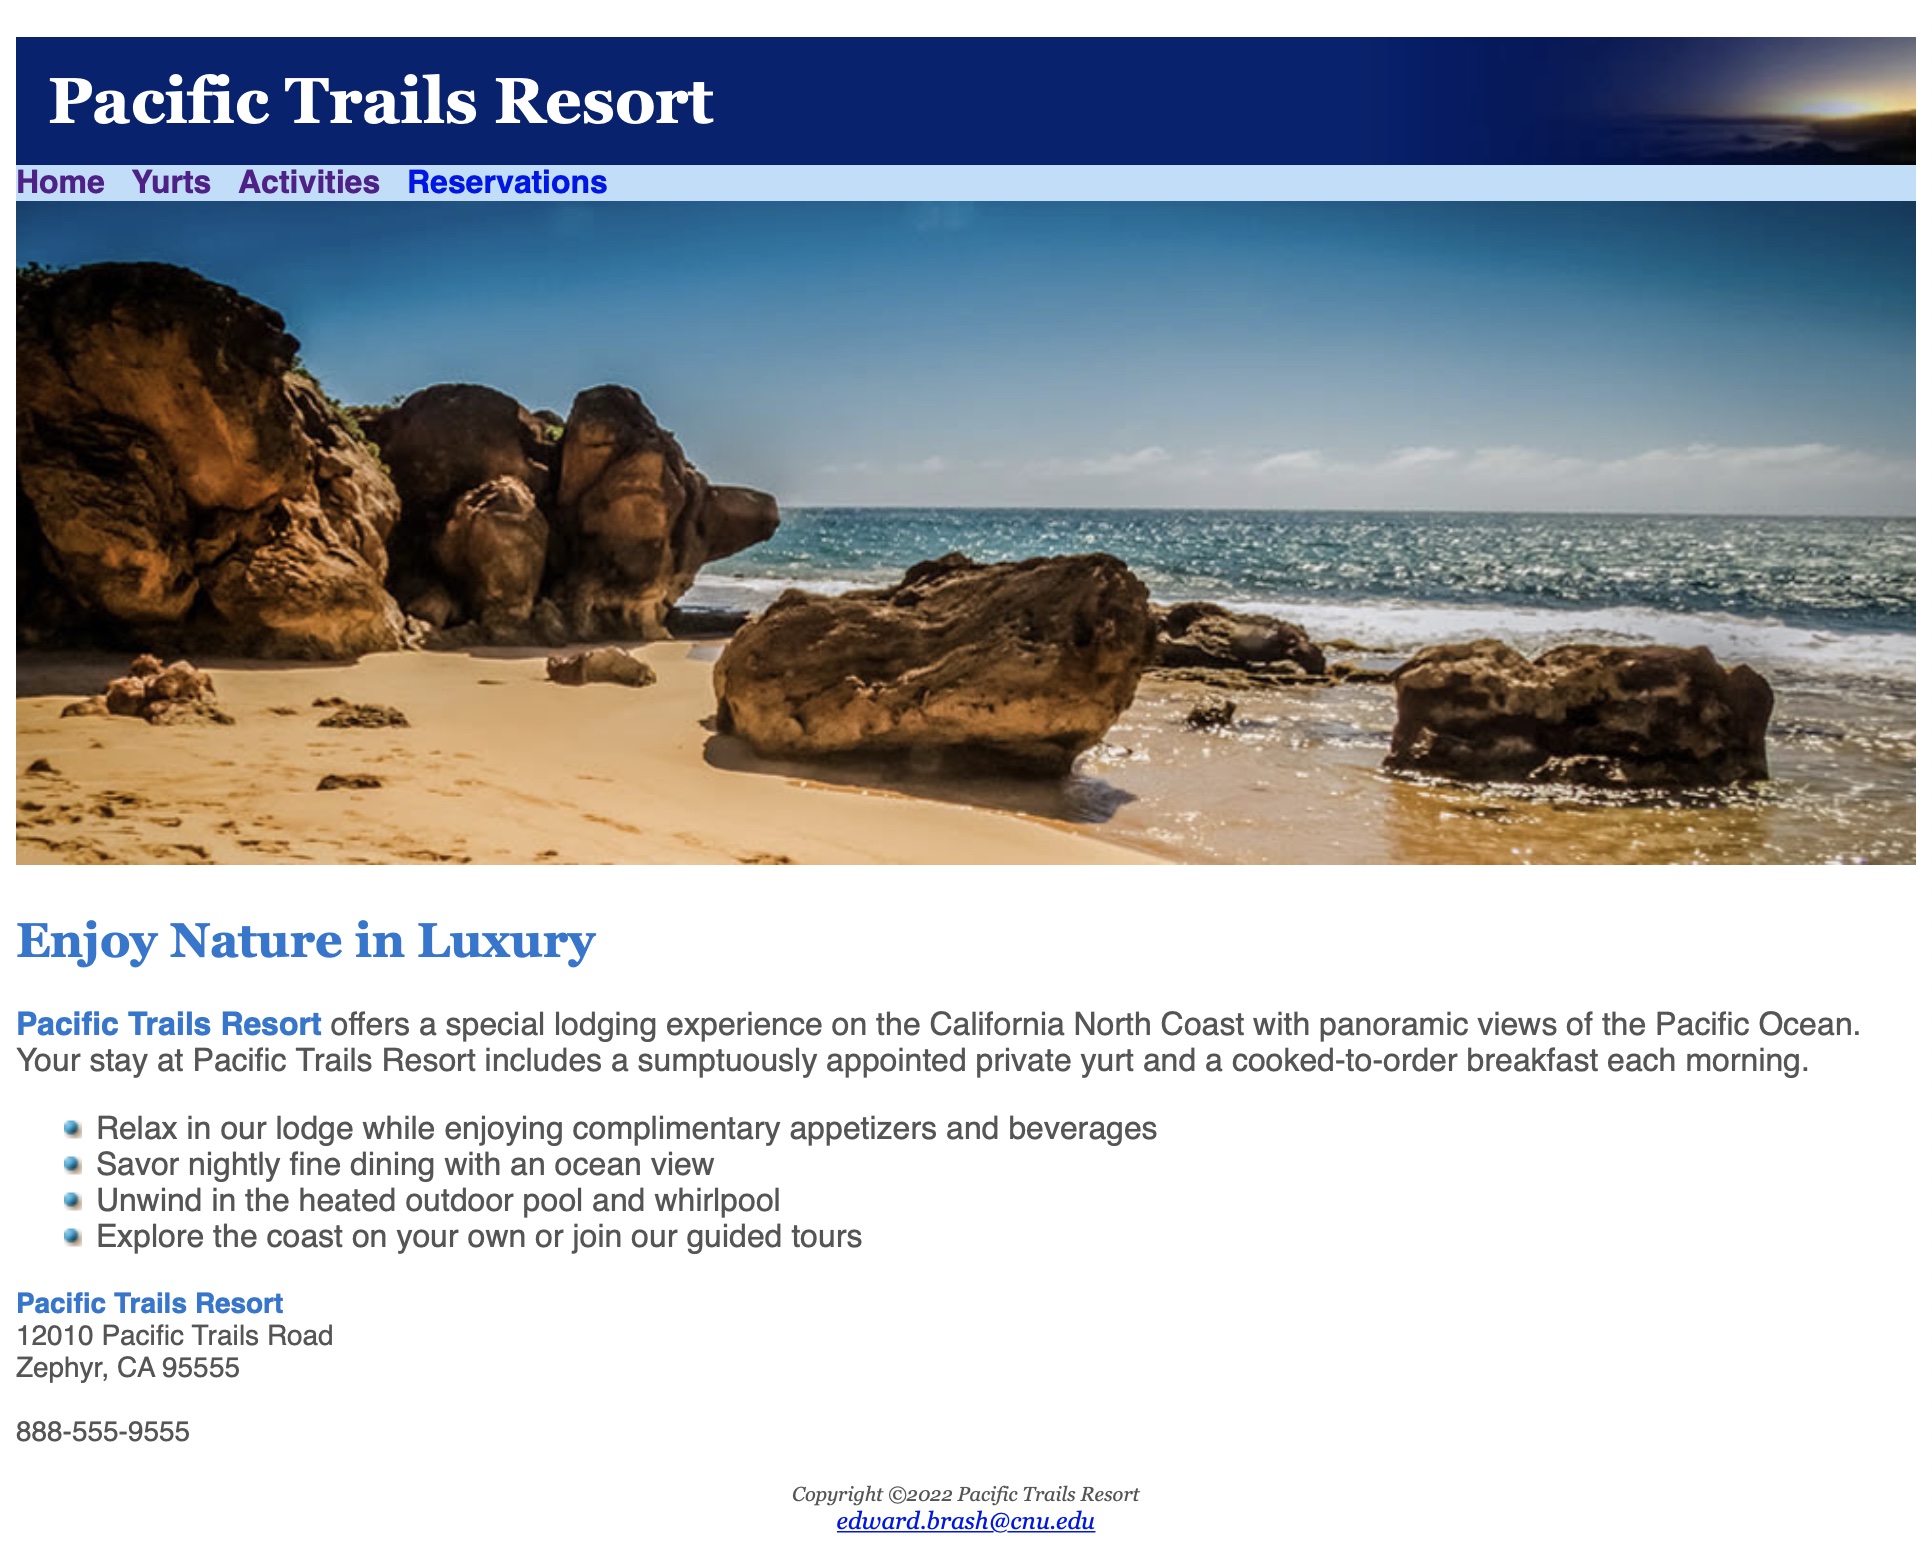 Pacific Trails Resort
Home Yurts Activities Reservations
Enjoy Nature in Luxury
Pacific Trails Resort offers a special lodging experience on the California North Coast with panoramic views of the Pacific Ocean.
Your stay at Pacific Trails Resort includes a sumptuously appointed private yurt and a cooked-to-order breakfast each morning.
Relax in our lodge while enjoying complimentary appetizers and beverages
Savor nightly fine dining with an ocean view
Unwind in the heated outdoor pool and whirlpool
Explore the coast on your own or join our guided tours
Pacific Trails Resort
12010 Pacific Trails Road
Zephyr, CA 95555
888-555-9555
Copyright ©2022 Pacific Trails Resort
edward.brash@cnu.edu